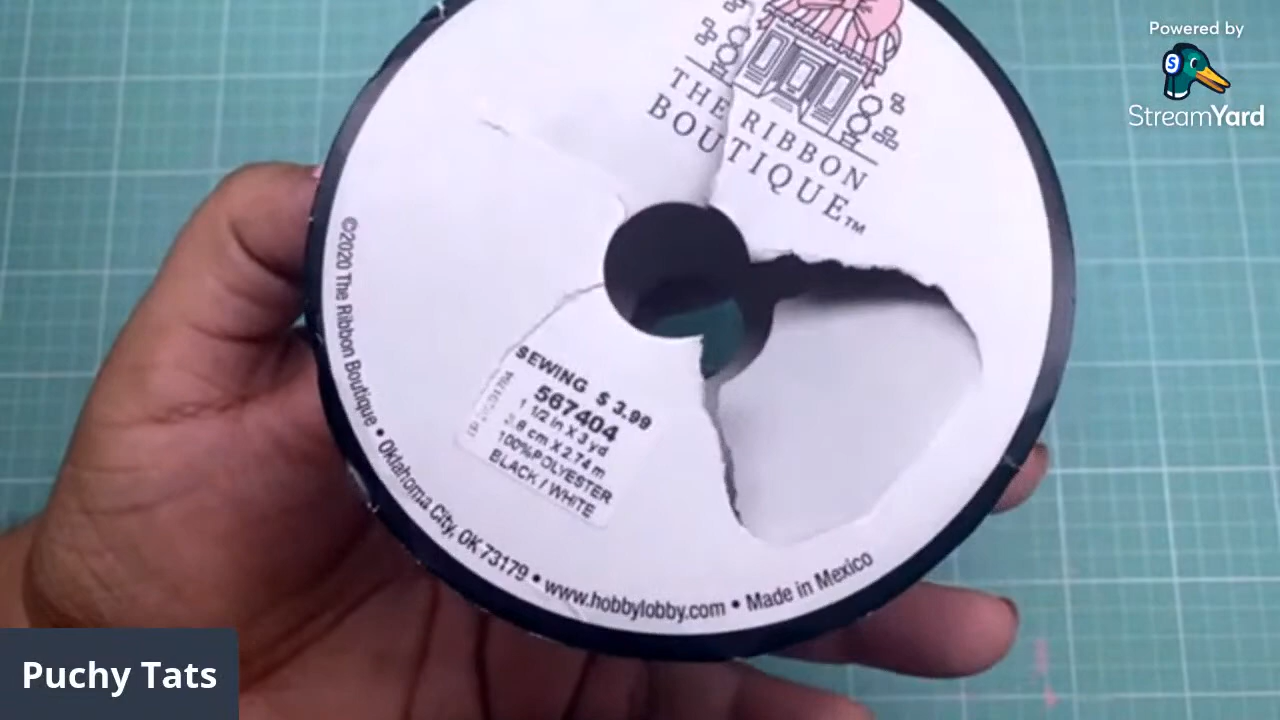 Powered by
StreamYard
THE RIBBON
BOUTIQUE™
SEWING $ 3.99
567404
1 1/2 in X 3 yd
3.8 cm X 2.74 m
100%POLYESTER
BLACK / WHITE
©2020 The Ribbon Boutique • Oklahoma City, OK 73179 • www.hobbylobby.com • Made in Mexico
Puchy Tats